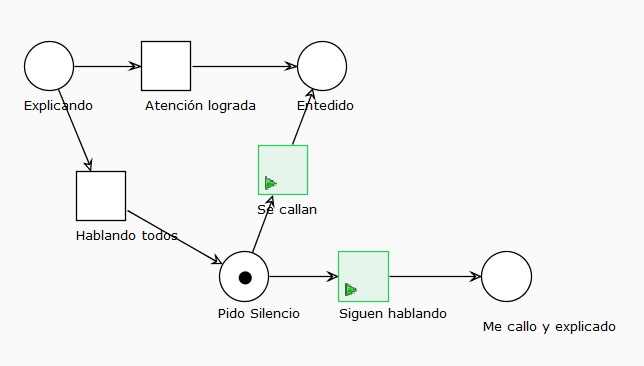 Explicando
Atención lograda
Entedido
Se callan
Hablando todos
Pido Silencio
Siguen hablando
Me callo y explicado